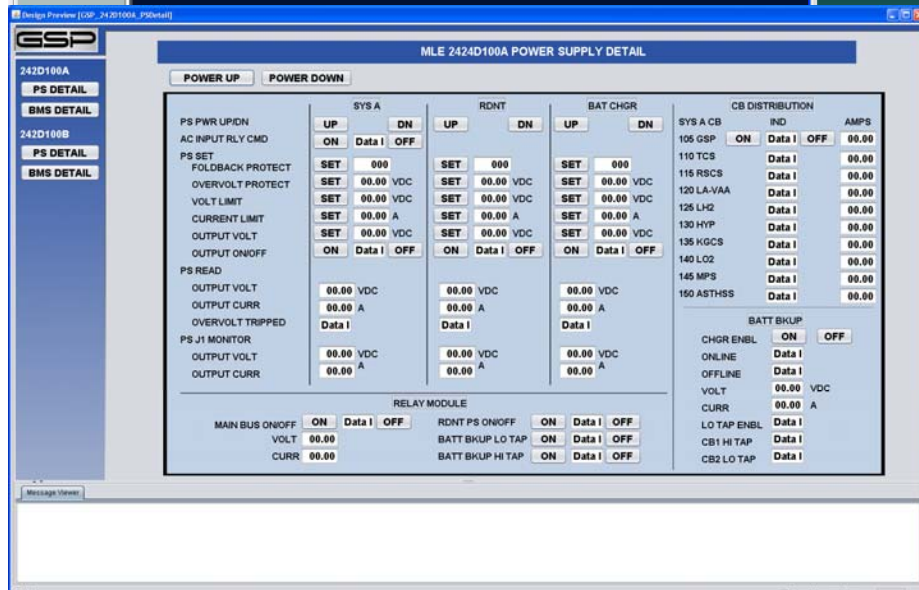 Design Preview [GSP_242D100A_PSDetail]
GSP
242D100A
PS DETAIL
BMS DETAIL
242D100B
PS DETAIL
BMS DETAIL
MLE 2424D100A POWER SUPPLY DETAIL
POWER UP POWER DOWN
SYS A RDNT BAT CHGR
PS PWR UP/DN UP DN UP DN UP DN
AC INPUT RLY CMD ON Data I OFF
PS SET
FOLDBACK PROTECT SET 000 SET 000 SET 000
OVERVOLT PROTECT SET 00.00 VDC SET 00.00 VDC SET 00.00 VDC
VOLT LIMIT SET 00.00 VDC SET 00.00 VDC SET 00.00 VDC
CURRENT LIMIT SET 00.00 A SET 00.00 A SET 00.00 A
OUTPUT VOLT SET 00.00 VDC SET 00.00 VDC SET 00.00 VDC
OUTPUT ON/OFF ON Data I OFF ON Data I OFF ON Data I OFF
PS READ
OUTPUT VOLT 00.00 VDC 00.00 VDC 00.00 VDC
OUTPUT CURR 00.00 A 00.00 A 00.00 A
OVERVOLT TRIPPED Data I Data I Data I
PS J1 MONITOR
OUTPUT VOLT 00.00 VDC 00.00 VDC 00.00 VDC
OUTPUT CURR 00.00 A 00.00 A 00.00 A
RELAY MODULE
MAIN BUS ON/OFF ON Data I OFF RDNT PS ON/OFF ON Data I OFF
VOLT 00.00 BATT BKUP LO TAP ON Data I OFF
CURR 00.00 BATT BKUP HI TAP ON Data I OFF
CB DISTRIBUTION
SYS A CB IND AMPS
105 GSP ON Data I OFF 00.00
110 TCS Data I 00.00
115 RSCS Data I 00.00
120 LA-VAA Data I 00.00
125 LH2 Data I 00.00
130 HYP Data I 00.00
135 KGCS Data I 00.00
140 LO2 Data I 00.00
145 MPS Data I 00.00
150 ASTHSS Data I 00.00
BATT BKUP
CHGR ENBL ON OFF
ONLINE Data I
OFFLINE Data I
VOLT 00.00 VDC
CURR 00.00 A
LO TAP ENBL Data I
CB1 HI TAP Data I
CB2 LO TAP Data I
Message Viewer